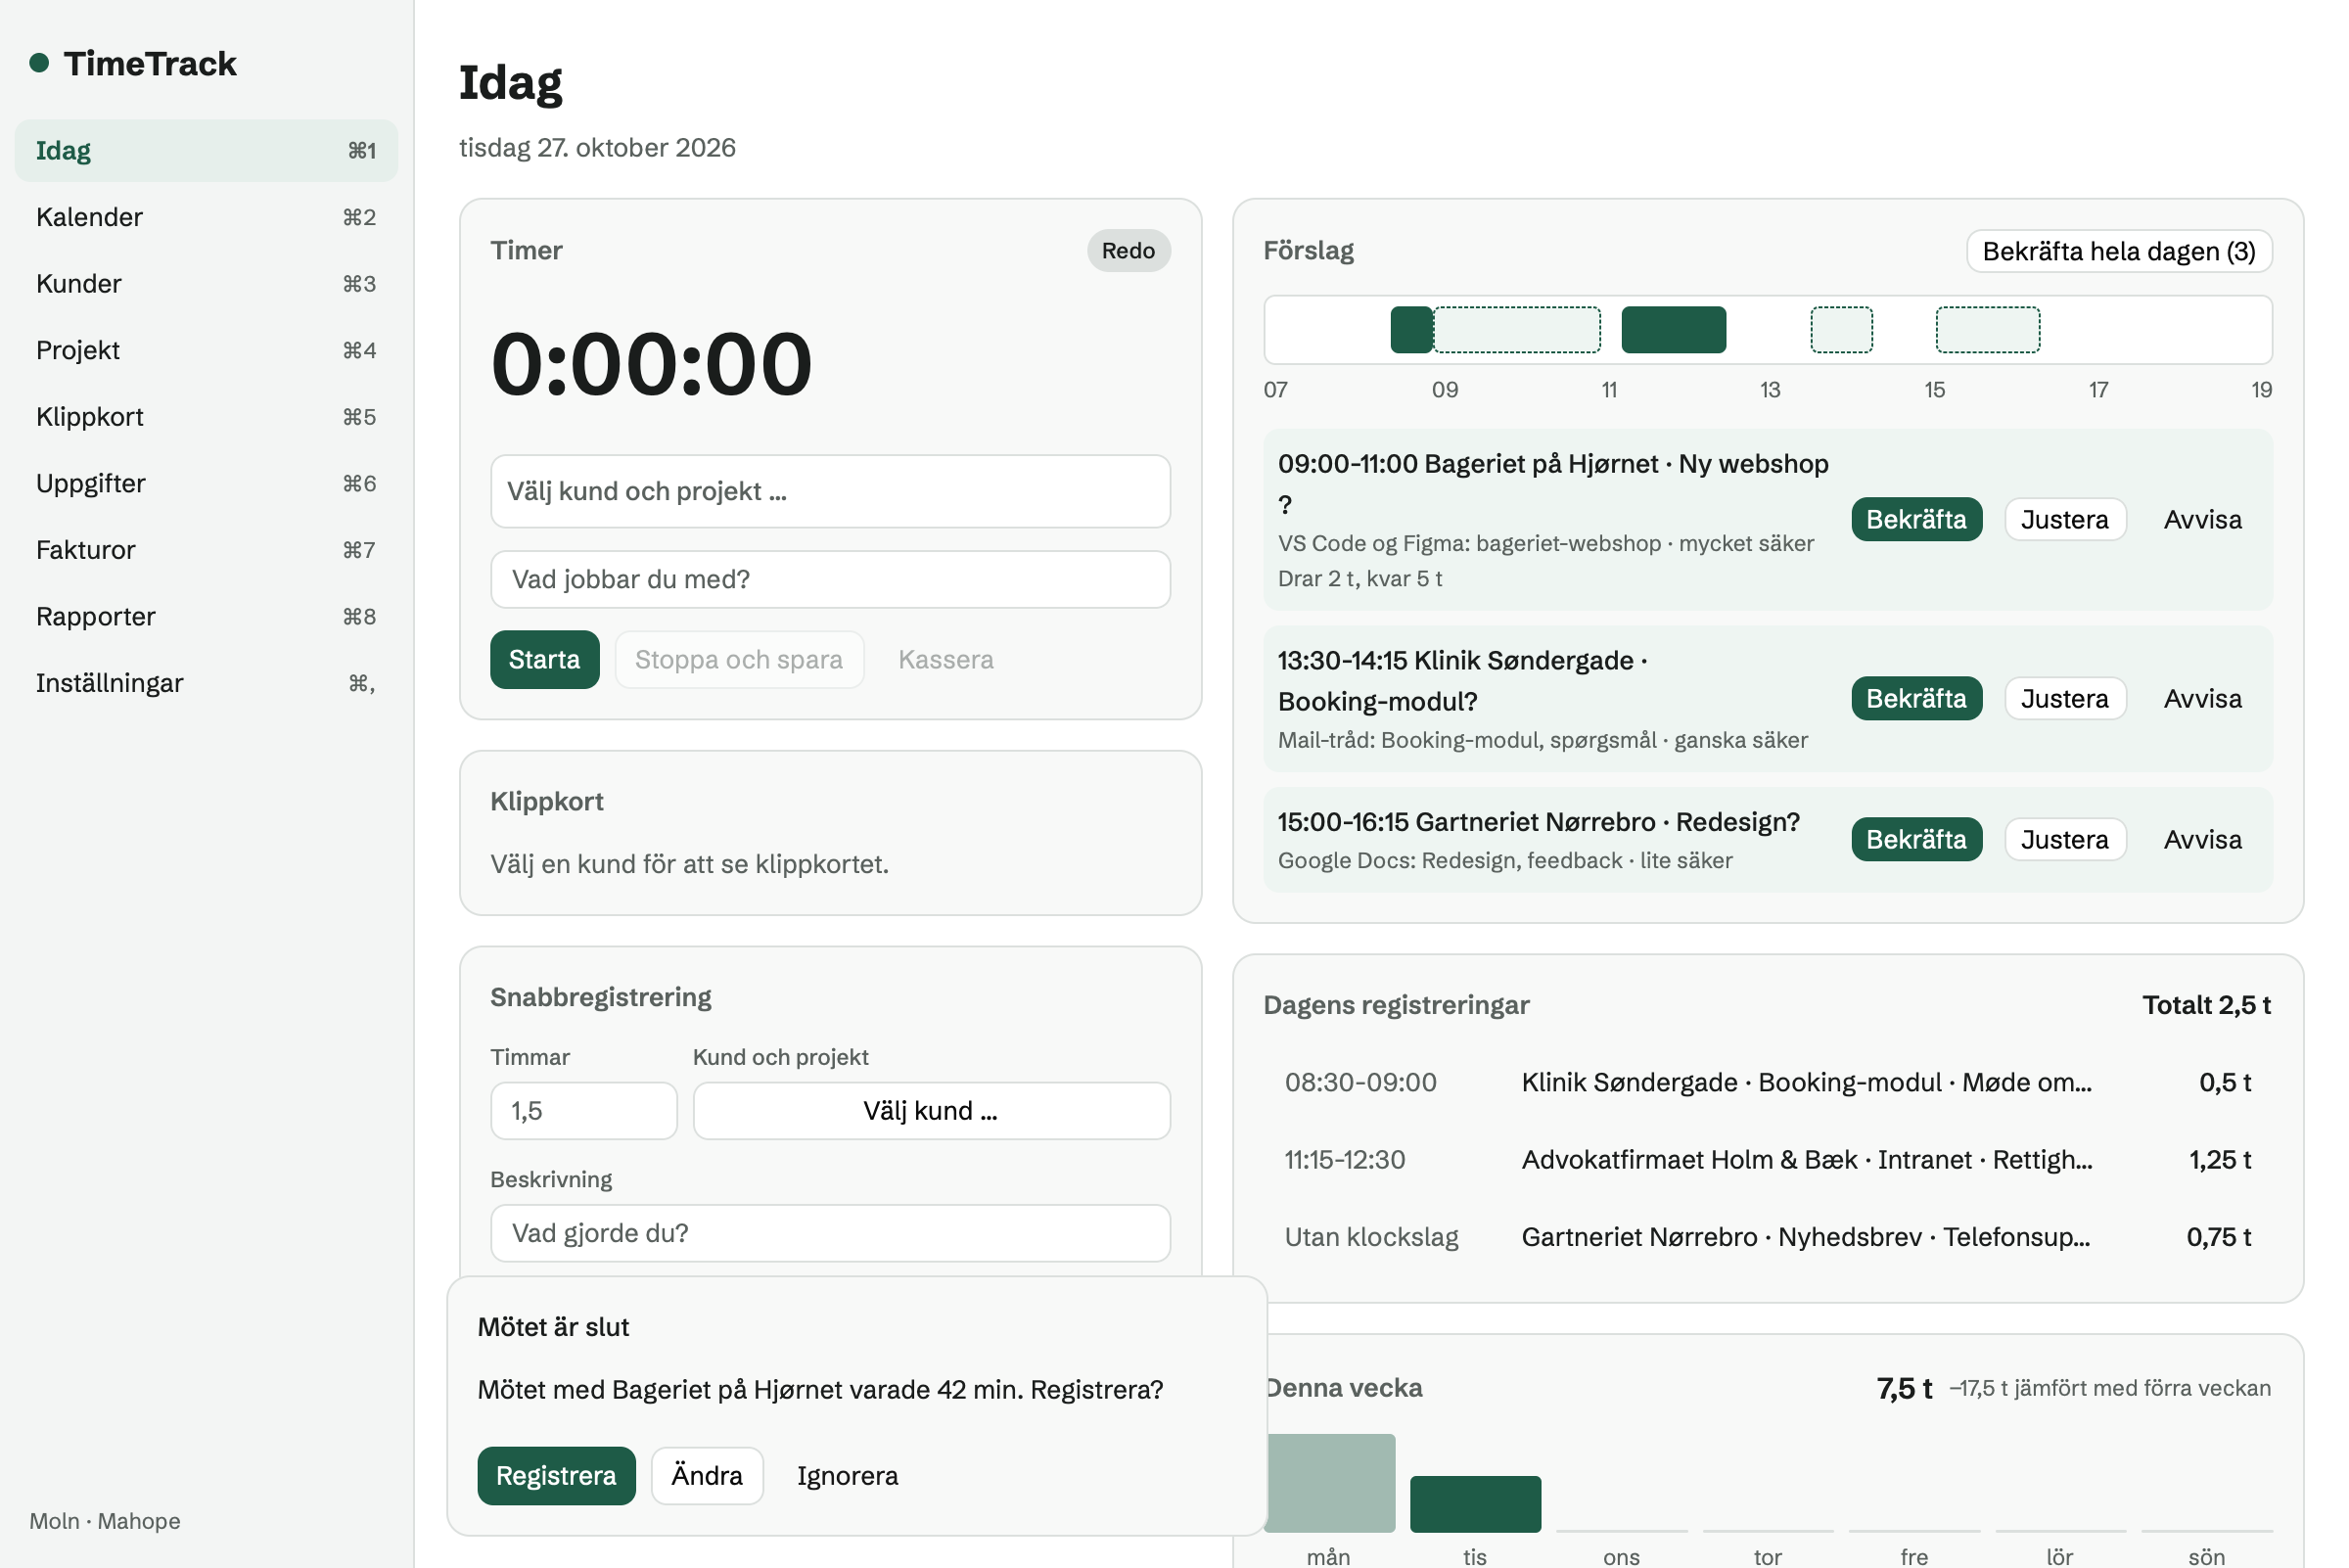 TimeTrack
Idag ⌘1
Kalender ⌘2
Kunder ⌘3
Projekt ⌘4
Klippkort ⌘5
Uppgifter ⌘6
Fakturor ⌘7
Rapporter ⌘8
Inställningar ⌘,
Moln · Mahope
Idag
tisdag 27. oktober 2026
Timer Redo
0:00:00
Välj kund och projekt ...
Vad jobbar du med?
Starta Stoppa och spara Kassera
Klippkort
Välj en kund för att se klippkortet.
Snabbregistrering
Timmar Kund och projekt
1,5 Välj kund ...
Beskrivning
Vad gjorde du?
Mötet är slut
Mötet med Bageriet på Hjørnet varade 42 min. Registrera?
Registrera Ändra Ignorera
Förslag Bekräfta hela dagen (3)
07 09 11 13 15 17 19
09:00-11:00 Bageriet på Hjørnet · Ny webshop
?
VS Code og Figma: bageriet-webshop · mycket säker
Drar 2 t, kvar 5 t
Bekräfta Justera Avvisa
13:30-14:15 Klinik Søndergade ·
Booking-modul?
Mail-tråd: Booking-modul, spørgsmål · ganska säker
Bekräfta Justera Avvisa
15:00-16:15 Gartneriet Nørrebro · Redesign?
Google Docs: Redesign, feedback · lite säker
Bekräfta Justera Avvisa
Dagens registreringar Totalt 2,5 t
08:30-09:00 Klinik Søndergade · Booking-modul · Møde om... 0,5 t
11:15-12:30 Advokatfirmaet Holm & Bæk · Intranet · Rettigh... 1,25 t
Utan klockslag Gartneriet Nørrebro · Nyhedsbrev · Telefonsup... 0,75 t
Denna vecka 7,5 t −17,5 t jämfört med förra veckan
mån tis ons tor fre lör sön